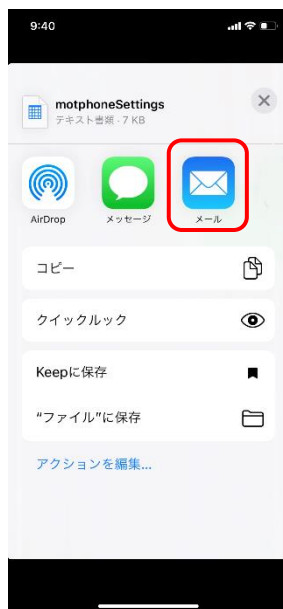 9:40
motphoneSettings
テキスト書類・7 KB
AirDrop
メッセージ
メール
コピー
クイックルック
Keepに保存
“ファイル”に保存
アクションを編集...